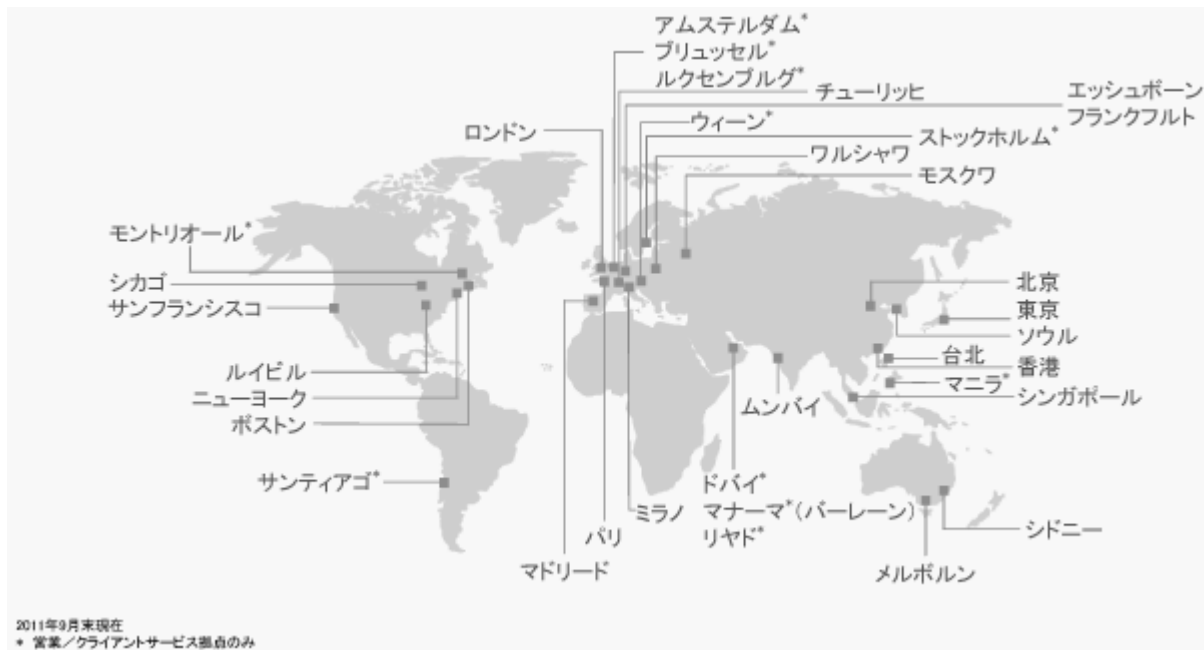 アムステルダム*
ブリュッセル*
ルクセンブルグ*
チューリッヒ
エッシュボーン
フランクフルト
ウィーン*
ロンドン
ストックホルム*
ワルシャワ
モスクワ
モントリオール*
シカゴ
サンフランシスコ
北京
東京
ソウル
台北
香港
ルイビル
マニラ*
ニューヨーク
ムンバイ
シンガポール
ボストン
サンティアゴ*
ドバイ*
マナーマ*(バーレーン)
リヤド*
ミラノ
パリ
シドニー
マドリード
メルボルン
2011年9月末現在
* 営業/クライアントサービス拠点のみ